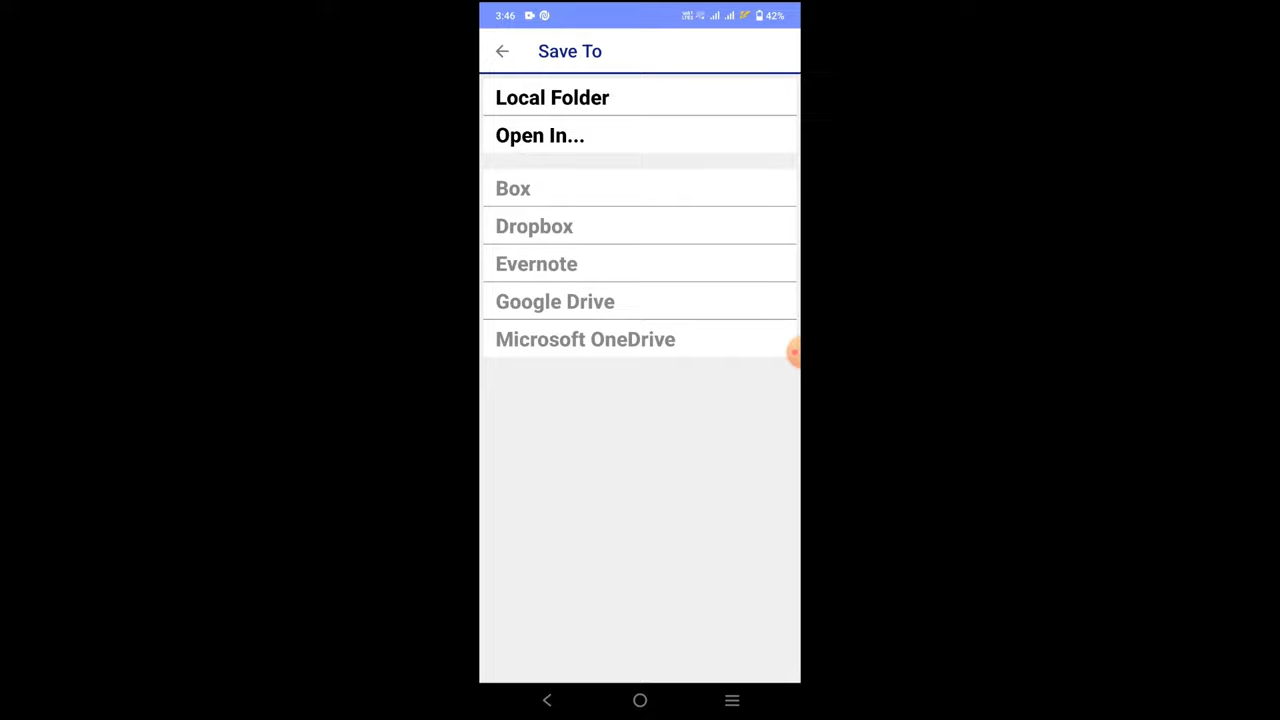 3:46
42%
Save To
Local Folder
Open In...
Box
Dropbox
Evernote
Google Drive
Microsoft OneDrive